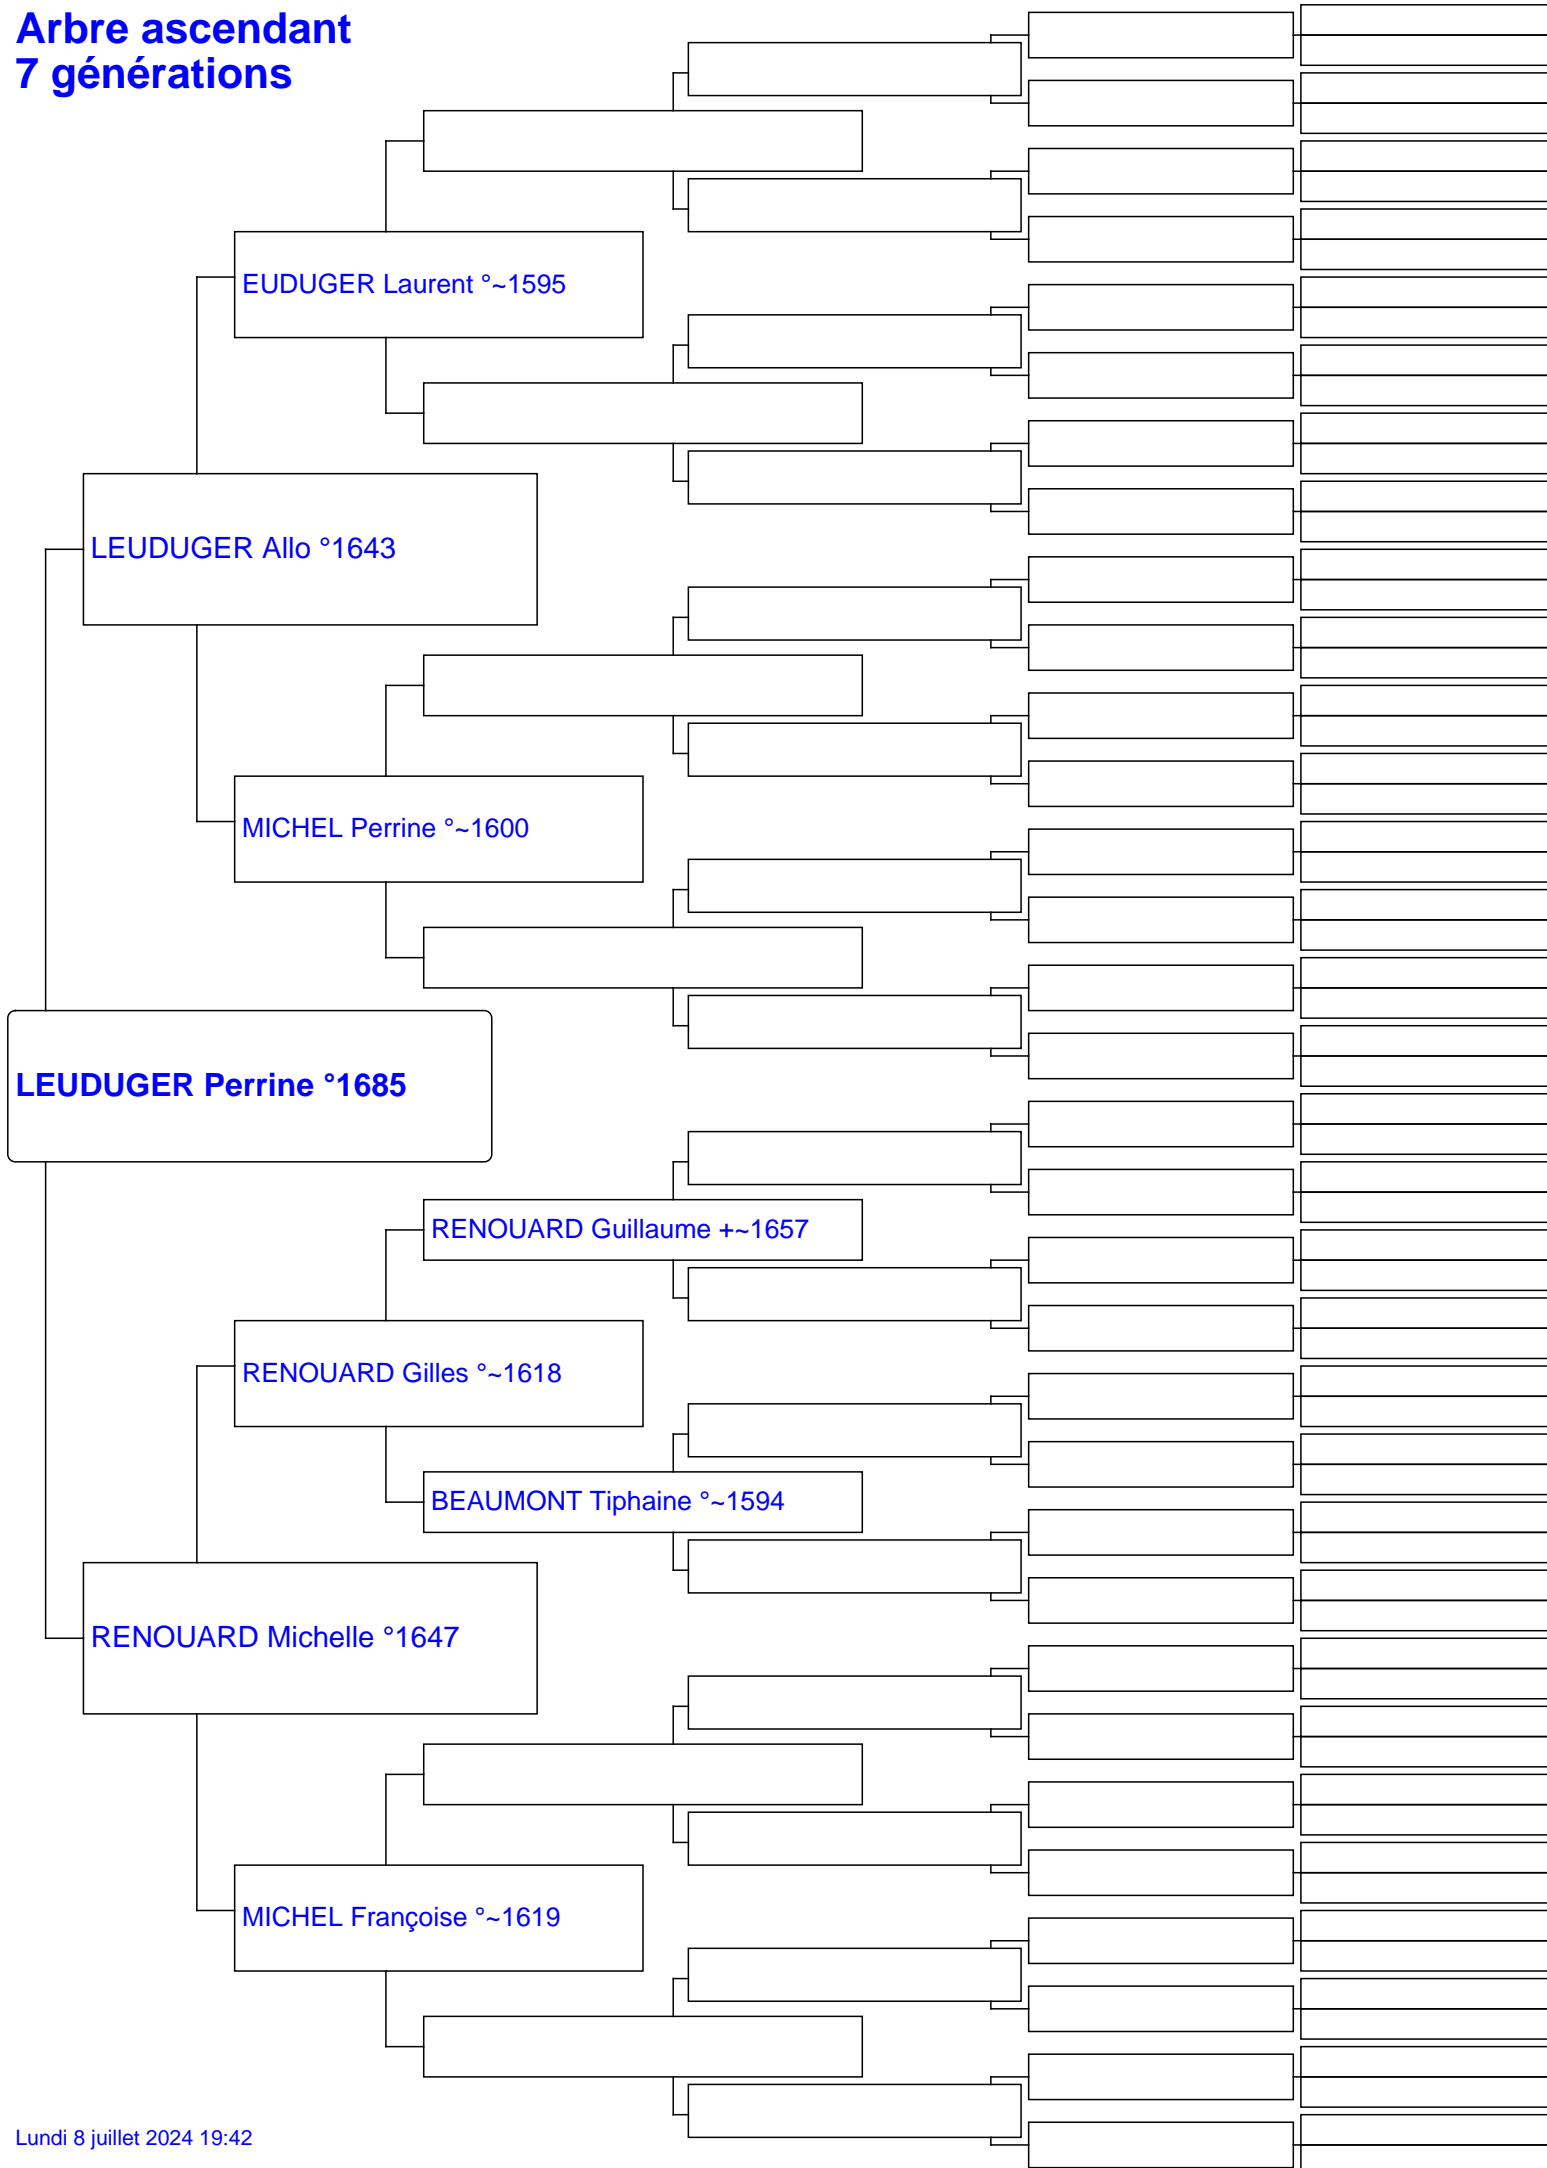 Arbre ascendant
7 générations
EUDUGER Laurent °~1595
LEUDUGER Allo °1643
MICHEL Perrine °~1600
LEUDUGER Perrine °1685
RENOUARD Guillaume +~1657
RENOUARD Gilles °~1618
BEAUMONT Tiphaine °~1594
RENOUARD Michelle °1647
MICHEL Françoise °~1619
Lundi 8 juillet 2024 19:42